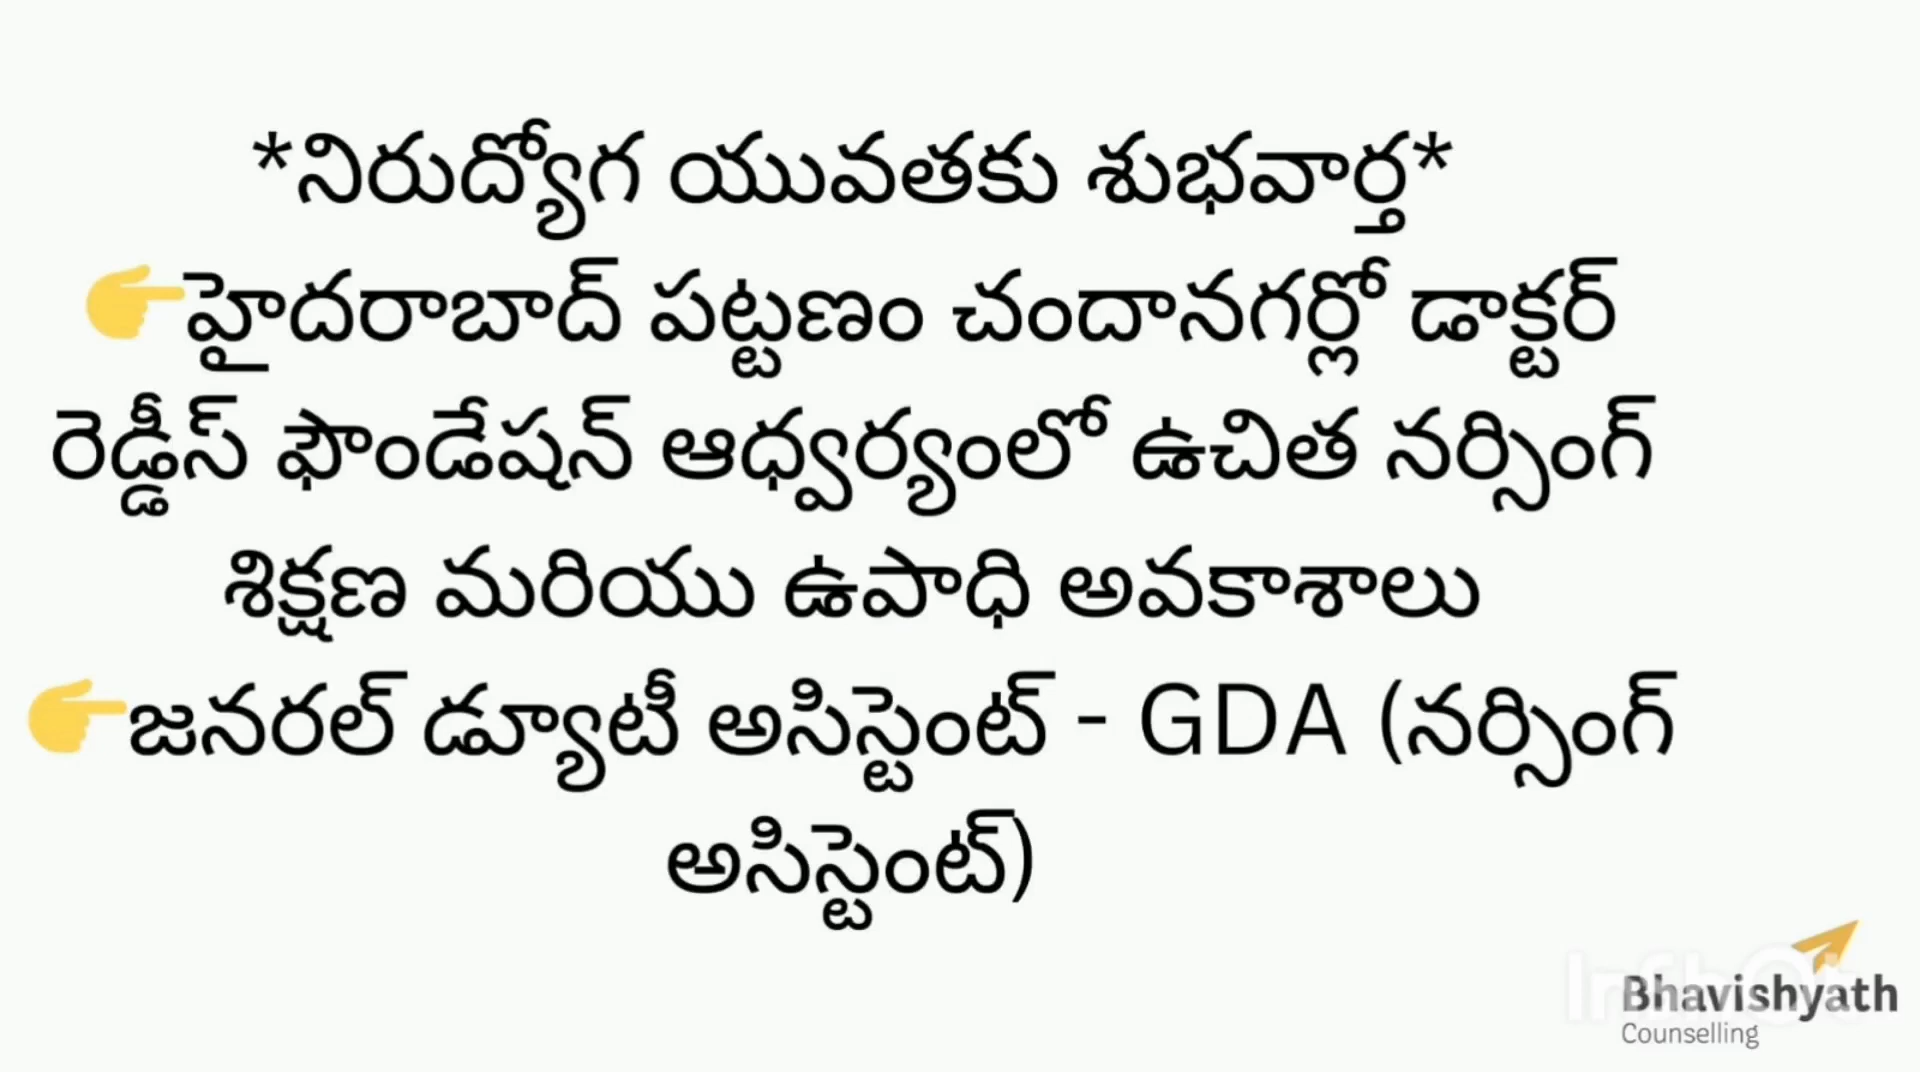 *నిరుద్యోగ యువతకు శుభవార్త*
👉హైదరాబాద్ పట్టణం చందానగర్లో డాక్టర్
రెడ్డీస్ ఫౌండేషన్ ఆధ్వర్యంలో ఉచిత నర్సింగ్
శిక్షణ మరియు ఉపాధి అవకాశాలు
👉జనరల్ డ్యూటీ అసిస్టెంట్ - GDA (నర్సింగ్
అసిస్టెంట్)
Bhavishyath
Counselling